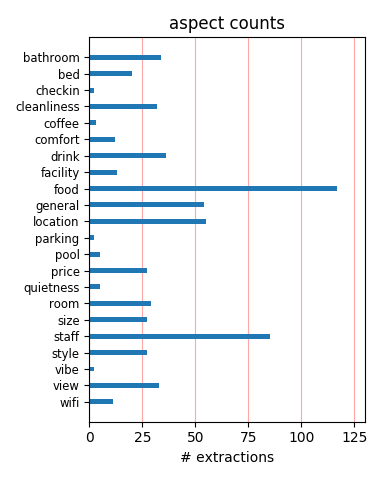 aspect counts
bathroom
bed
checkin
cleanliness
coffee
comfort
drink
facility
food
general
location
parking
pool
price
quietness
room
size
staff
style
vibe
view
wifi
0 25 50 75 100 125
# extractions